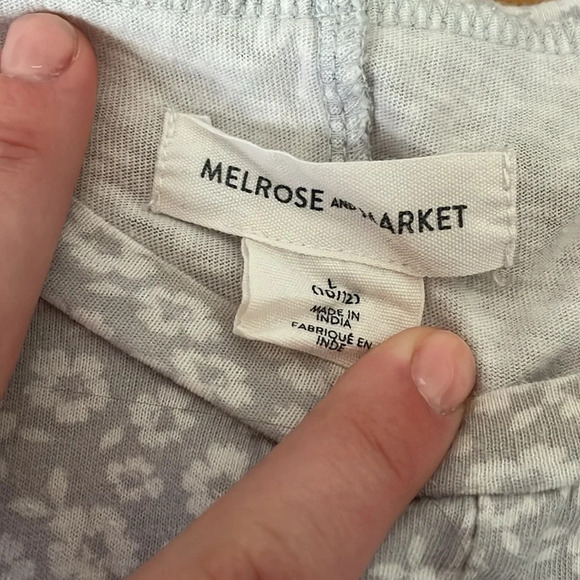 MELROSE AND MARKET
L
(10/12)
MADE IN
INDIA
FABRIQUÉ EN
INDE